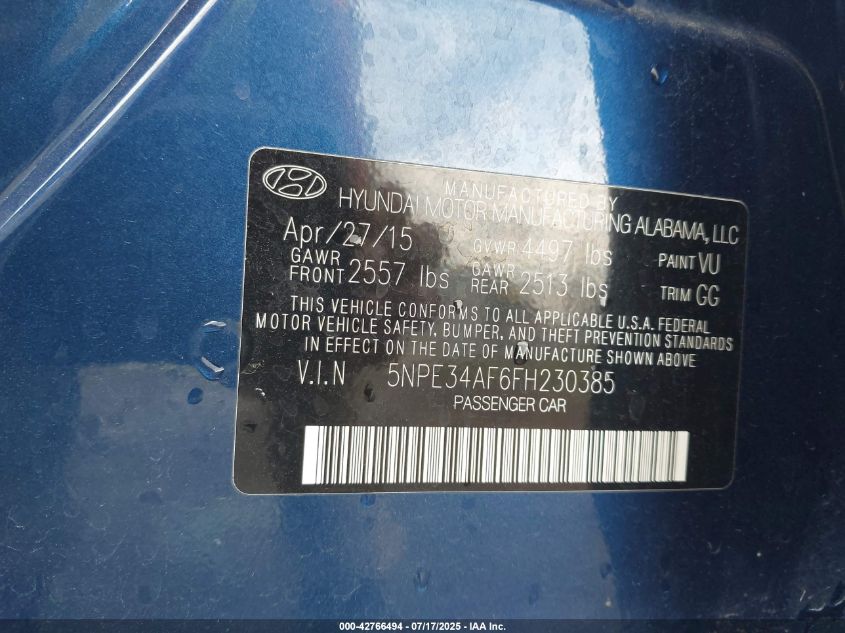 MANUFACTURED BY
HYUNDAI MOTOR MANUFACTURING ALABAMA, LLC
Apr/27/15 GVWR 4497 lbs PAINT VU
GAWR FRONT 2557 lbs GAWR REAR 2513 lbs TRIM GG
THIS VEHICLE CONFORMS TO ALL APPLICABLE U.S.A. FEDERAL
MOTOR VEHICLE SAFETY, BUMPER, AND THEFT PREVENTION STANDARDS
IN EFFECT ON THE DATE OF MANUFACTURE SHOWN ABOVE
V.I.N 5NPE34AF6FH230385
PASSENGER CAR
000-42766494 - 07/17/2025 - IAA Inc.